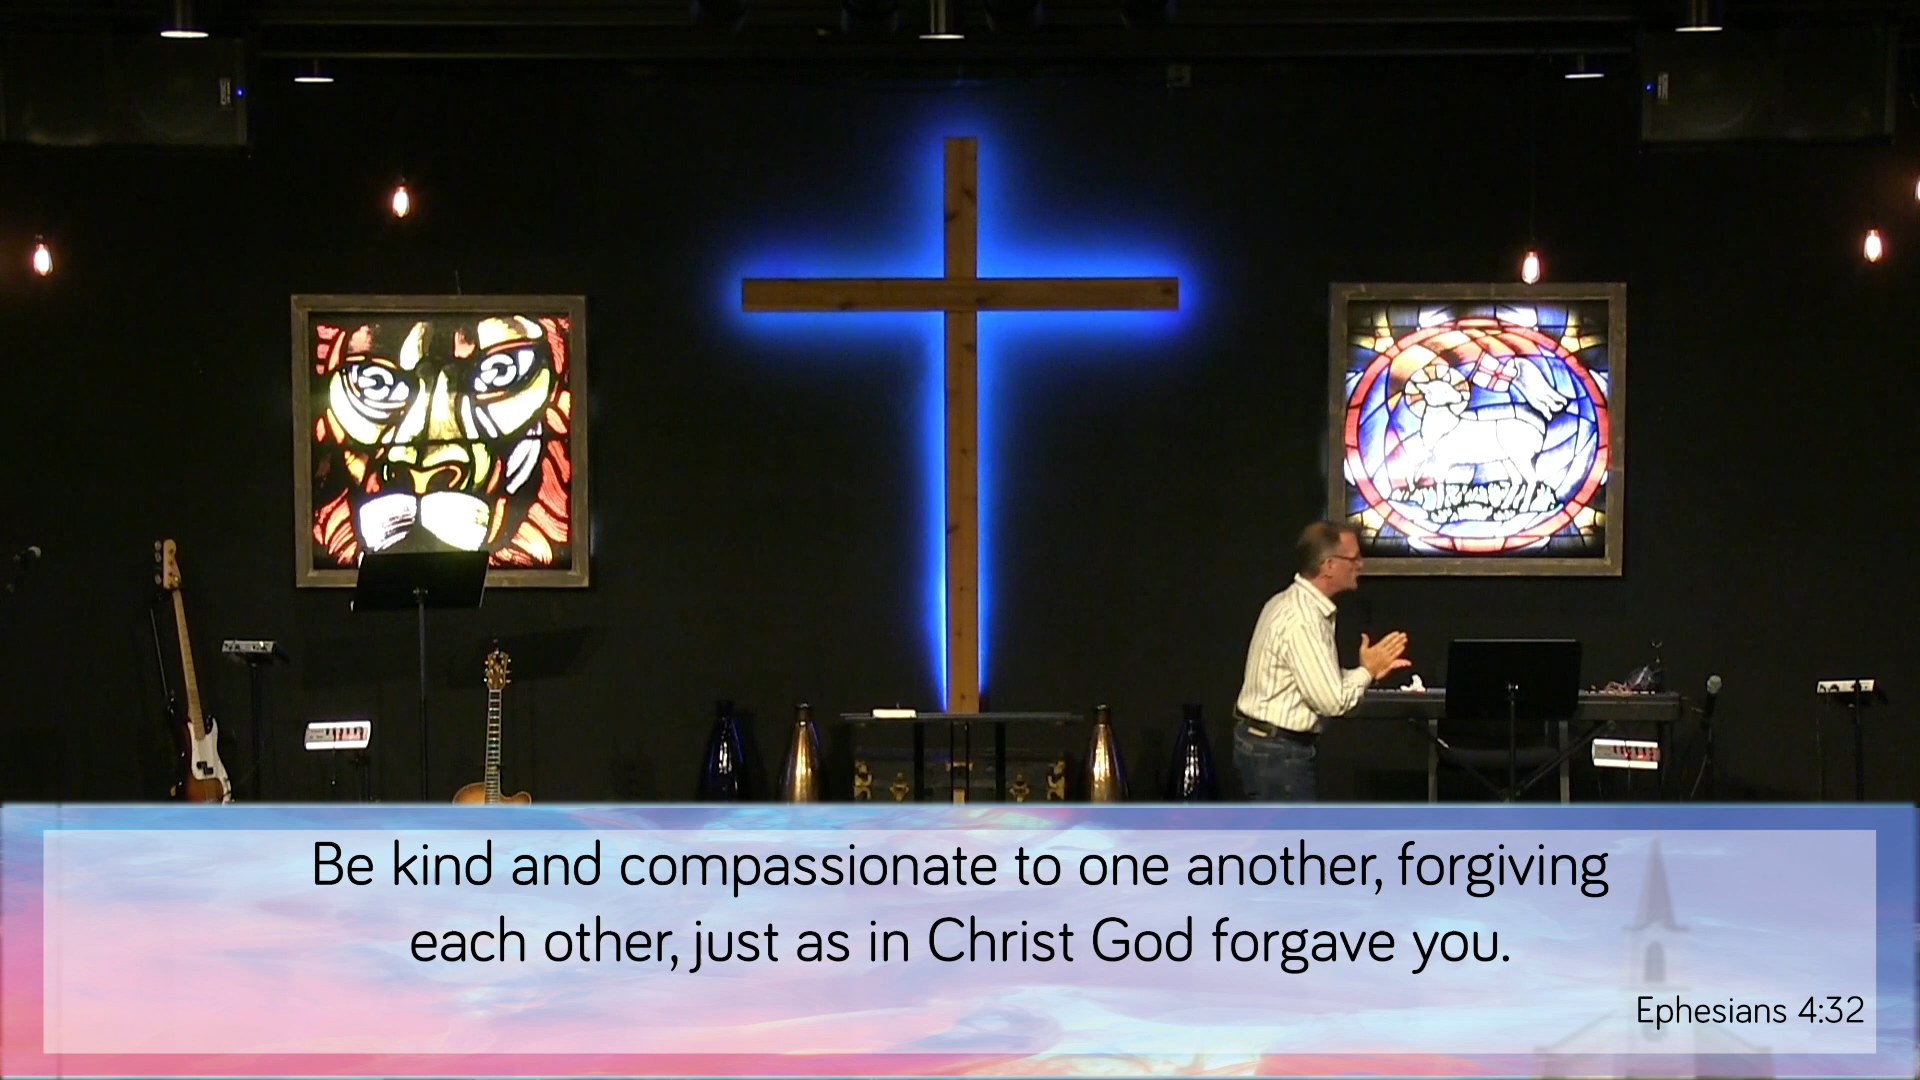 Be kind and compassionate to one another, forgiving
each other, just as in Christ God forgave you.
Ephesians 4:32